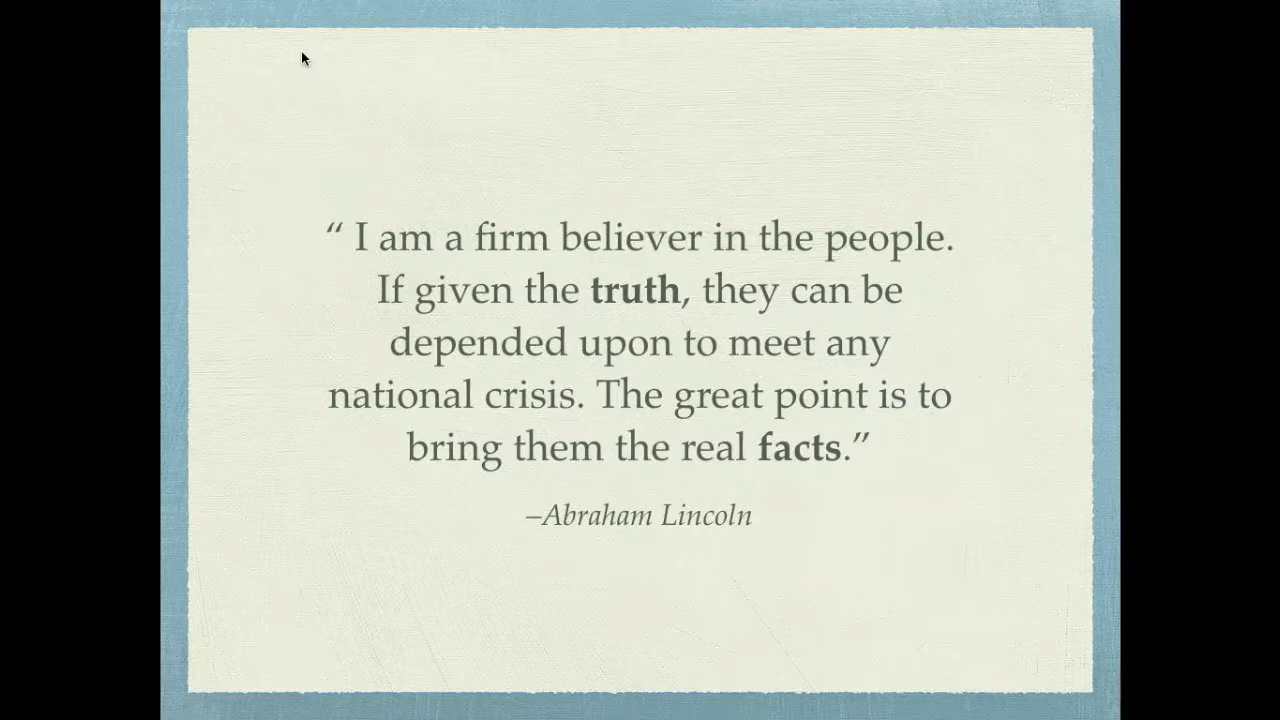 “ I am a firm believer in the people.
If given the truth, they can be
depended upon to meet any
national crisis. The great point is to
bring them the real facts.”
–Abraham Lincoln